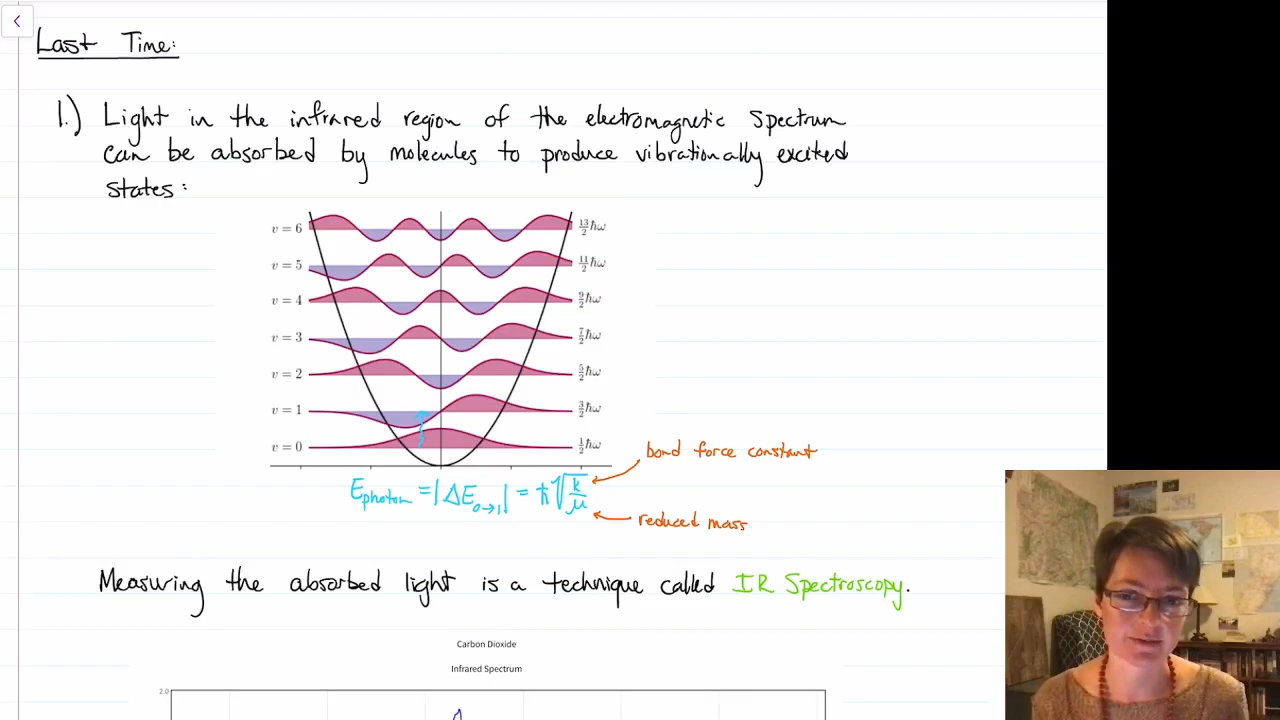 Last Time:
1.) Light in the infrared region of the electromagnetic spectrum
can be absorbed by molecules to produce vibrationally excited
states:
v = 6 13/2 ħω
v = 5 11/2 ħω
v = 4 9/2 ħω
v = 3 7/2 ħω
v = 2 5/2 ħω
v = 1 3/2 ħω
v = 0 1/2 ħω
bond force constant
E_photon = |ΔE_0→1| = ħ√(k/μ)
reduced mass
Measuring the absorbed light is a technique called IR Spectroscopy.
Carbon Dioxide
Infrared Spectrum
2.0